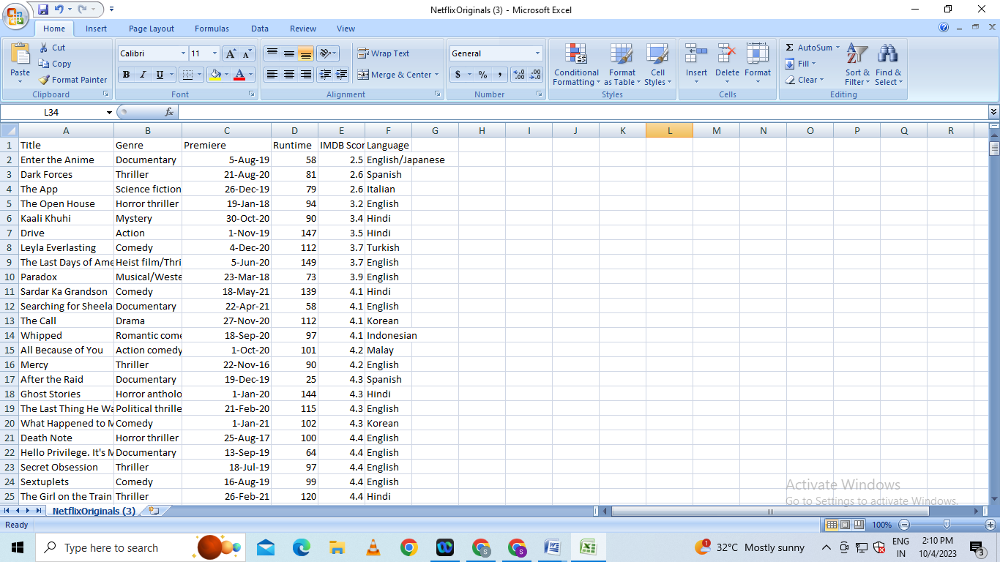 NetflixOriginals (3) - Microsoft Excel
Home Insert Page Layout Formulas Data Review View
Paste Cut Copy Format Painter Clipboard
Calibri 11 B I U Font
Wrap Text Merge & Center Alignment
General $ % , Number
Conditional Formatting Format as Table Cell Styles Styles
Insert Delete Format Cells
Σ AutoSum Fill Clear Sort & Filter Find & Select Editing
L34 fx
A B C D E F G H I J K L M N O P Q R
1 Title Genre Premiere Runtime IMDB Scor Language
2 Enter the Anime Documentary 5-Aug-19 58 2.5 English/Japanese
3 Dark Forces Thriller 21-Aug-20 81 2.6 Spanish
4 The App Science fiction 26-Dec-19 79 2.6 Italian
5 The Open House Horror thriller 19-Jan-18 94 3.2 English
6 Kaali Khuhi Mystery 30-Oct-20 90 3.4 Hindi
7 Drive Action 1-Nov-19 147 3.5 Hindi
8 Leyla Everlasting Comedy 4-Dec-20 112 3.7 Turkish
9 The Last Days of Ame Heist film/Thri 5-Jun-20 149 3.7 English
10 Paradox Musical/Weste 23-Mar-18 73 3.9 English
11 Sardar Ka Grandson Comedy 18-May-21 139 4.1 Hindi
12 Searching for Sheela Documentary 22-Apr-21 58 4.1 English
13 The Call Drama 27-Nov-20 112 4.1 Korean
14 Whipped Romantic come 18-Sep-20 97 4.1 Indonesian
15 All Because of You Action comedy 1-Oct-20 101 4.2 Malay
16 Mercy Thriller 22-Nov-16 90 4.2 English
17 After the Raid Documentary 19-Dec-19 25 4.3 Spanish
18 Ghost Stories Horror antholo 1-Jan-20 144 4.3 Hindi
19 The Last Thing He Wa Political thrille 21-Feb-20 115 4.3 English
20 What Happened to M Comedy 1-Jan-21 102 4.3 Korean
21 Death Note Horror thriller 25-Aug-17 100 4.4 English
22 Hello Privilege. It's M Documentary 13-Sep-19 64 4.4 English
23 Secret Obsession Thriller 18-Jul-19 97 4.4 English
24 Sextuplets Comedy 16-Aug-19 99 4.4 English
25 The Girl on the Train Thriller 26-Feb-21 120 4.4 Hindi
Activate Windows
Go to Settings to activate Windows.
NetflixOriginals (3)
Ready 100%
Type here to search 32°C Mostly sunny ENG IN 2:10 PM 10/4/2023 3